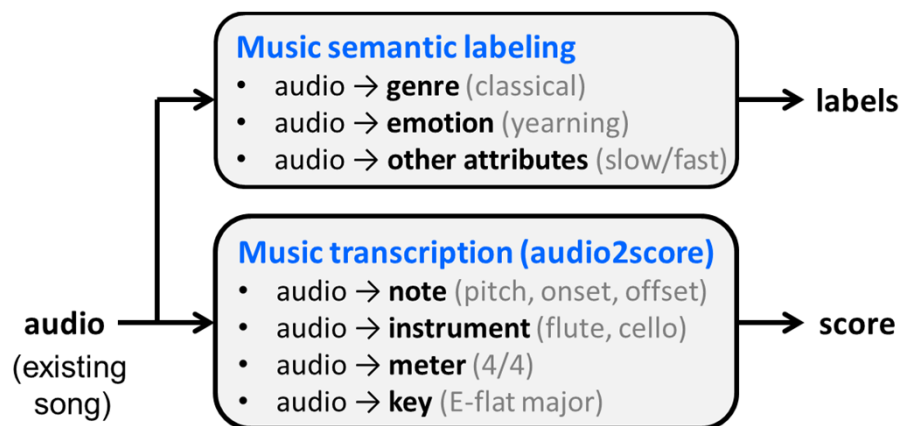 Music semantic labeling
• audio → genre (classical)
• audio → emotion (yearning)
• audio → other attributes (slow/fast)
labels
Music transcription (audio2score)
• audio → note (pitch, onset, offset)
• audio → instrument (flute, cello)
• audio → meter (4/4)
• audio → key (E-flat major)
audio
(existing
song)
score